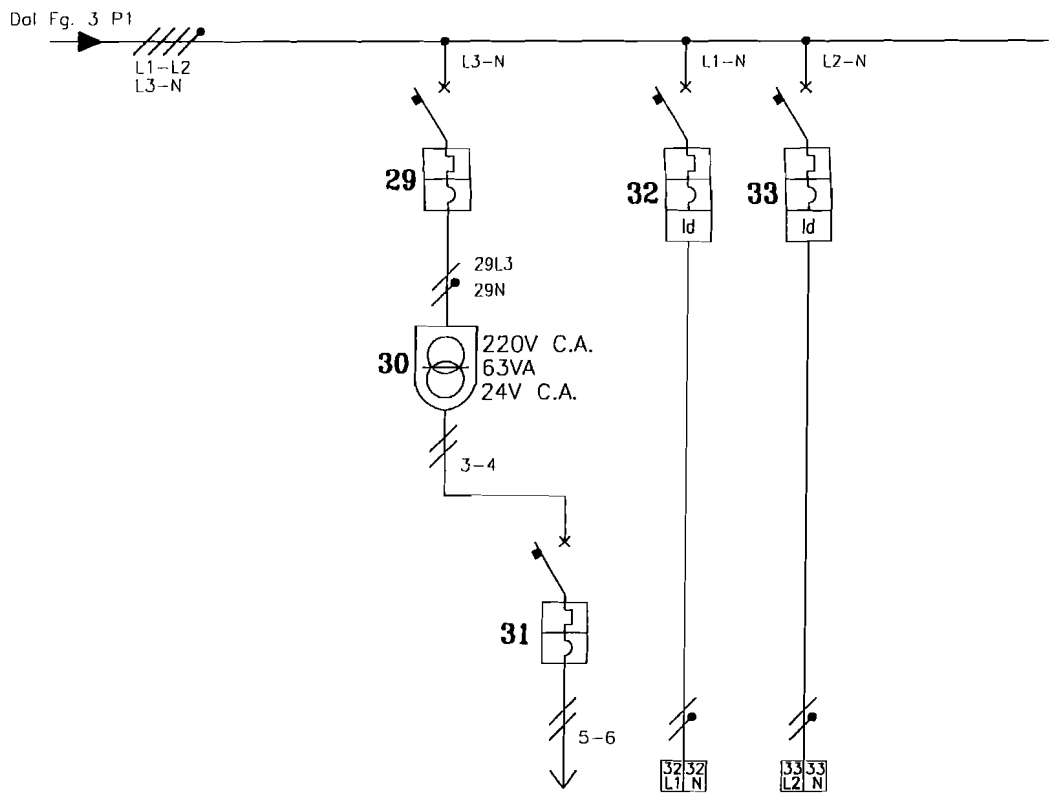 Dal Fg. 3 P1
L1-L2
L3-N
L3-N
L1-N
L2-N
29
32
Id
33
Id
29L3
29N
30
220V C.A.
63VA
24V C.A.
3-4
31
5-6
32 32
L1 N
33 33
L2 N